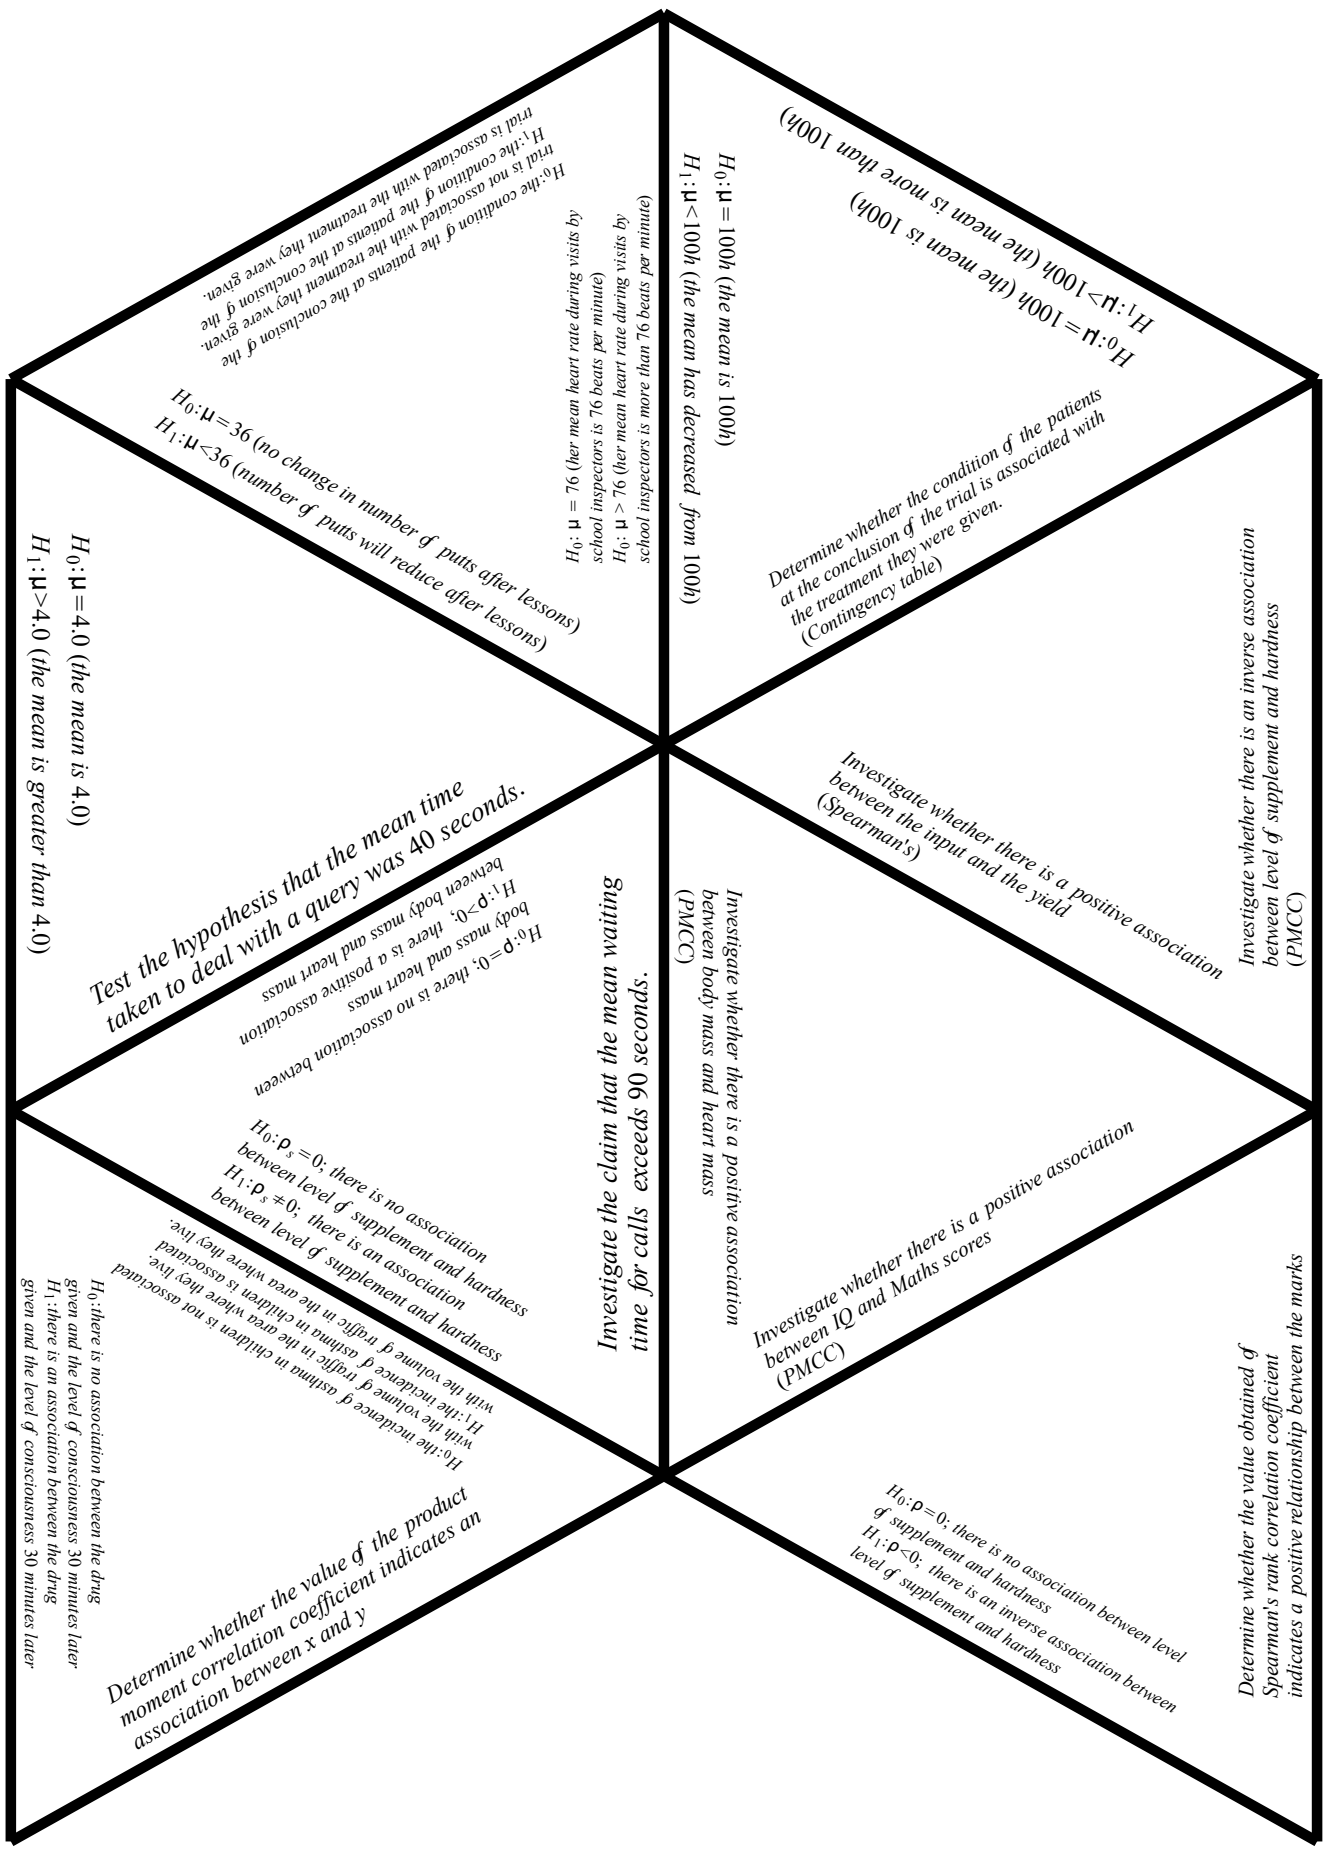 H₀:the condition of the patients at the conclusion of the
trial is not associated with the treatment they were given.
H₁:the condition of the patients at the conclusion of the
trial is associated with the treatment they were given.
H₀:μ=36 (no change in number of putts after lessons)
H₁:μ<36 (number of putts will reduce after lessons)
H₀: μ = 76 (her mean heart rate during visits by
school inspectors is 76 beats per minute)
H₀: μ > 76 (her mean heart rate during visits by
school inspectors is more than 76 beats per minute)
H₀:μ=100h (the mean is 100h)
H₁:μ<100h (the mean has decreased from 100h)
H₀:μ=100h (the mean is 100h)
H₁:μ>100h (the mean is more than 100h)
Determine whether the condition of the patients
at the conclusion of the trial is associated with
the treatment they were given.
(Contingency table)
H₀:μ=4.0 (the mean is 4.0)
H₁:μ>4.0 (the mean is greater than 4.0)
Test the hypothesis that the mean time
taken to deal with a query was 40 seconds.
Investigate whether there is an inverse association
between level of supplement and hardness
(PMCC)
Investigate whether there is a positive association
between the input and the yield
(Spearman's)
H₀:ρ=0; there is no association between
body mass and heart mass
H₁:ρ>0; there is a positive association
between body mass and heart mass
H₀:ρₛ=0; there is no association
between level of supplement and hardness
H₁:ρₛ≠0; there is an association
between level of supplement and hardness
Investigate the claim that the mean waiting
time for calls exceeds 90 seconds.
Investigate whether there is a positive association
between body mass and heart mass
(PMCC)
Investigate whether there is a positive association
between IQ and Maths scores
(PMCC)
H₀:the incidence of asthma in children is not associated
with the volume of traffic in the area where they live.
H₁:the incidence of asthma in children is associated
with the volume of traffic in the area where they live.
H₀:there is no association between the drug
given and the level of consciousness 30 minutes later
H₁:there is an association between the drug
given and the level of consciousness 30 minutes later
Determine whether the value of the product
moment correlation coefficient indicates an
association between x and y
H₀:ρ=0; there is no association between level
of supplement and hardness
H₁:ρ<0; there is an inverse association between
level of supplement and hardness
Determine whether the value obtained of
Spearman's rank correlation coefficient
indicates a positive relationship between the marks